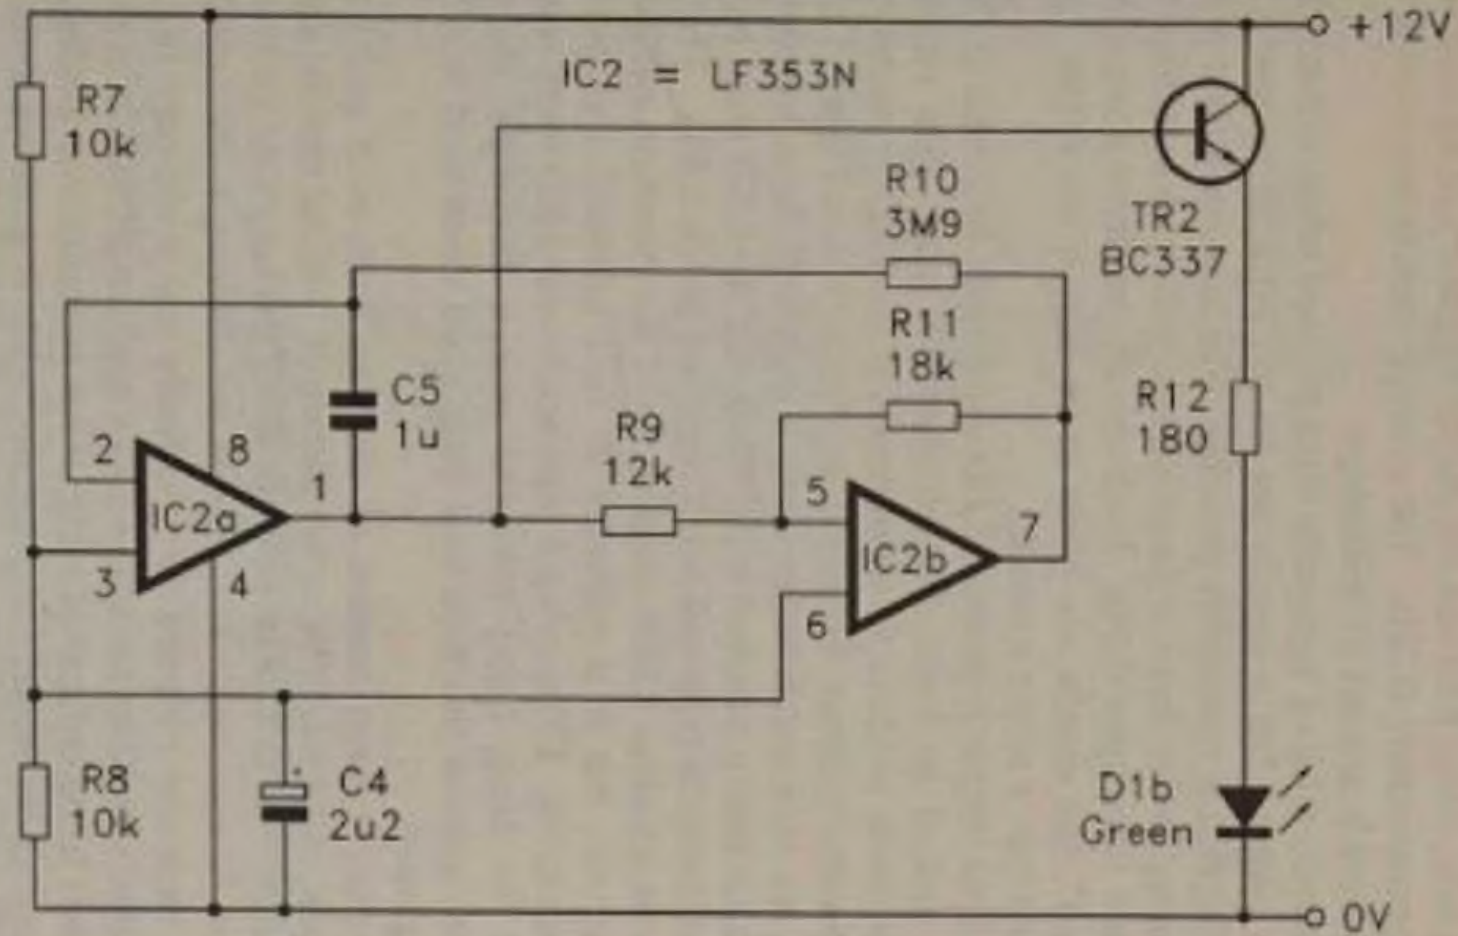 +12V
IC2 = LF353N
R7
10k
R10
3M9
TR2
BC337
R11
18k
C5
1u
R12
180
R9
12k
2
8
1
5
7
IC2a
IC2b
3
4
6
R8
10k
C4
2u2
D1b
Green
0V